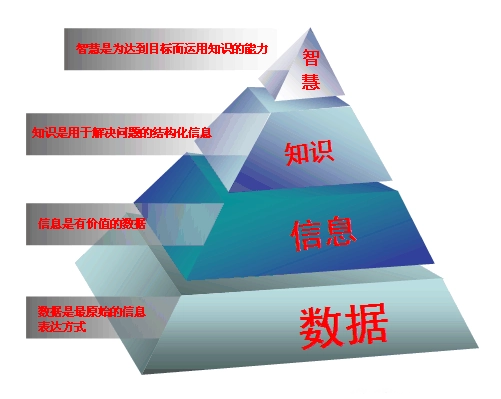 智慧是为达到目标而运用知识的能力
智
慧
知识是用于解决问题的结构化信息
知识
信息是有价值的数据
信息
数据是最原始的信息
表达方式
数据